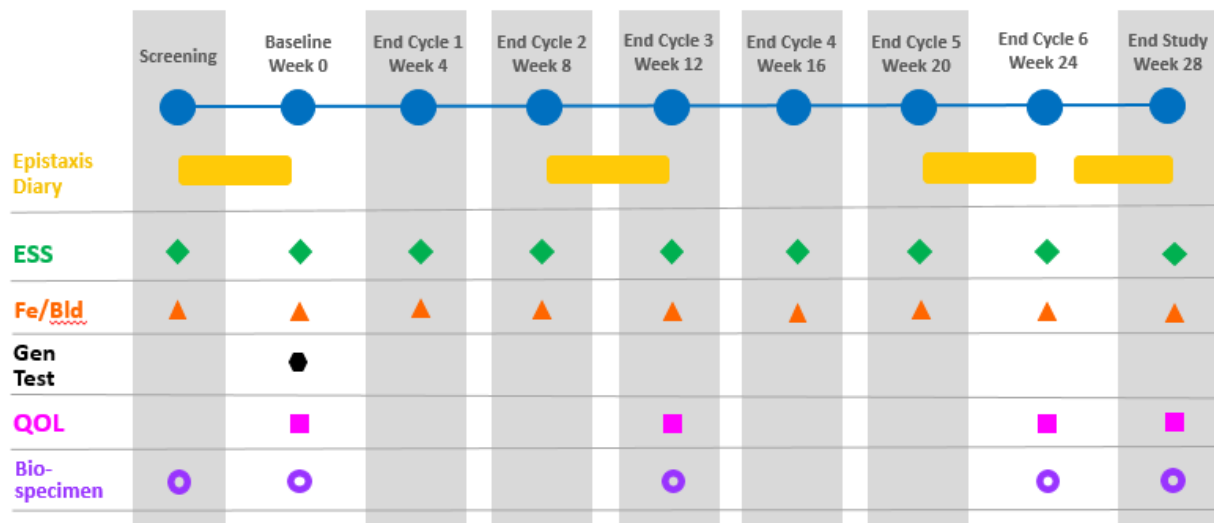 Screening
Baseline
Week 0
End Cycle 1
Week 4
End Cycle 2
Week 8
End Cycle 3
Week 12
End Cycle 4
Week 16
End Cycle 5
Week 20
End Cycle 6
Week 24
End Study
Week 28
Epistaxis
Diary
ESS
Fe/Bld
Gen
Test
QOL
Bio-
specimen